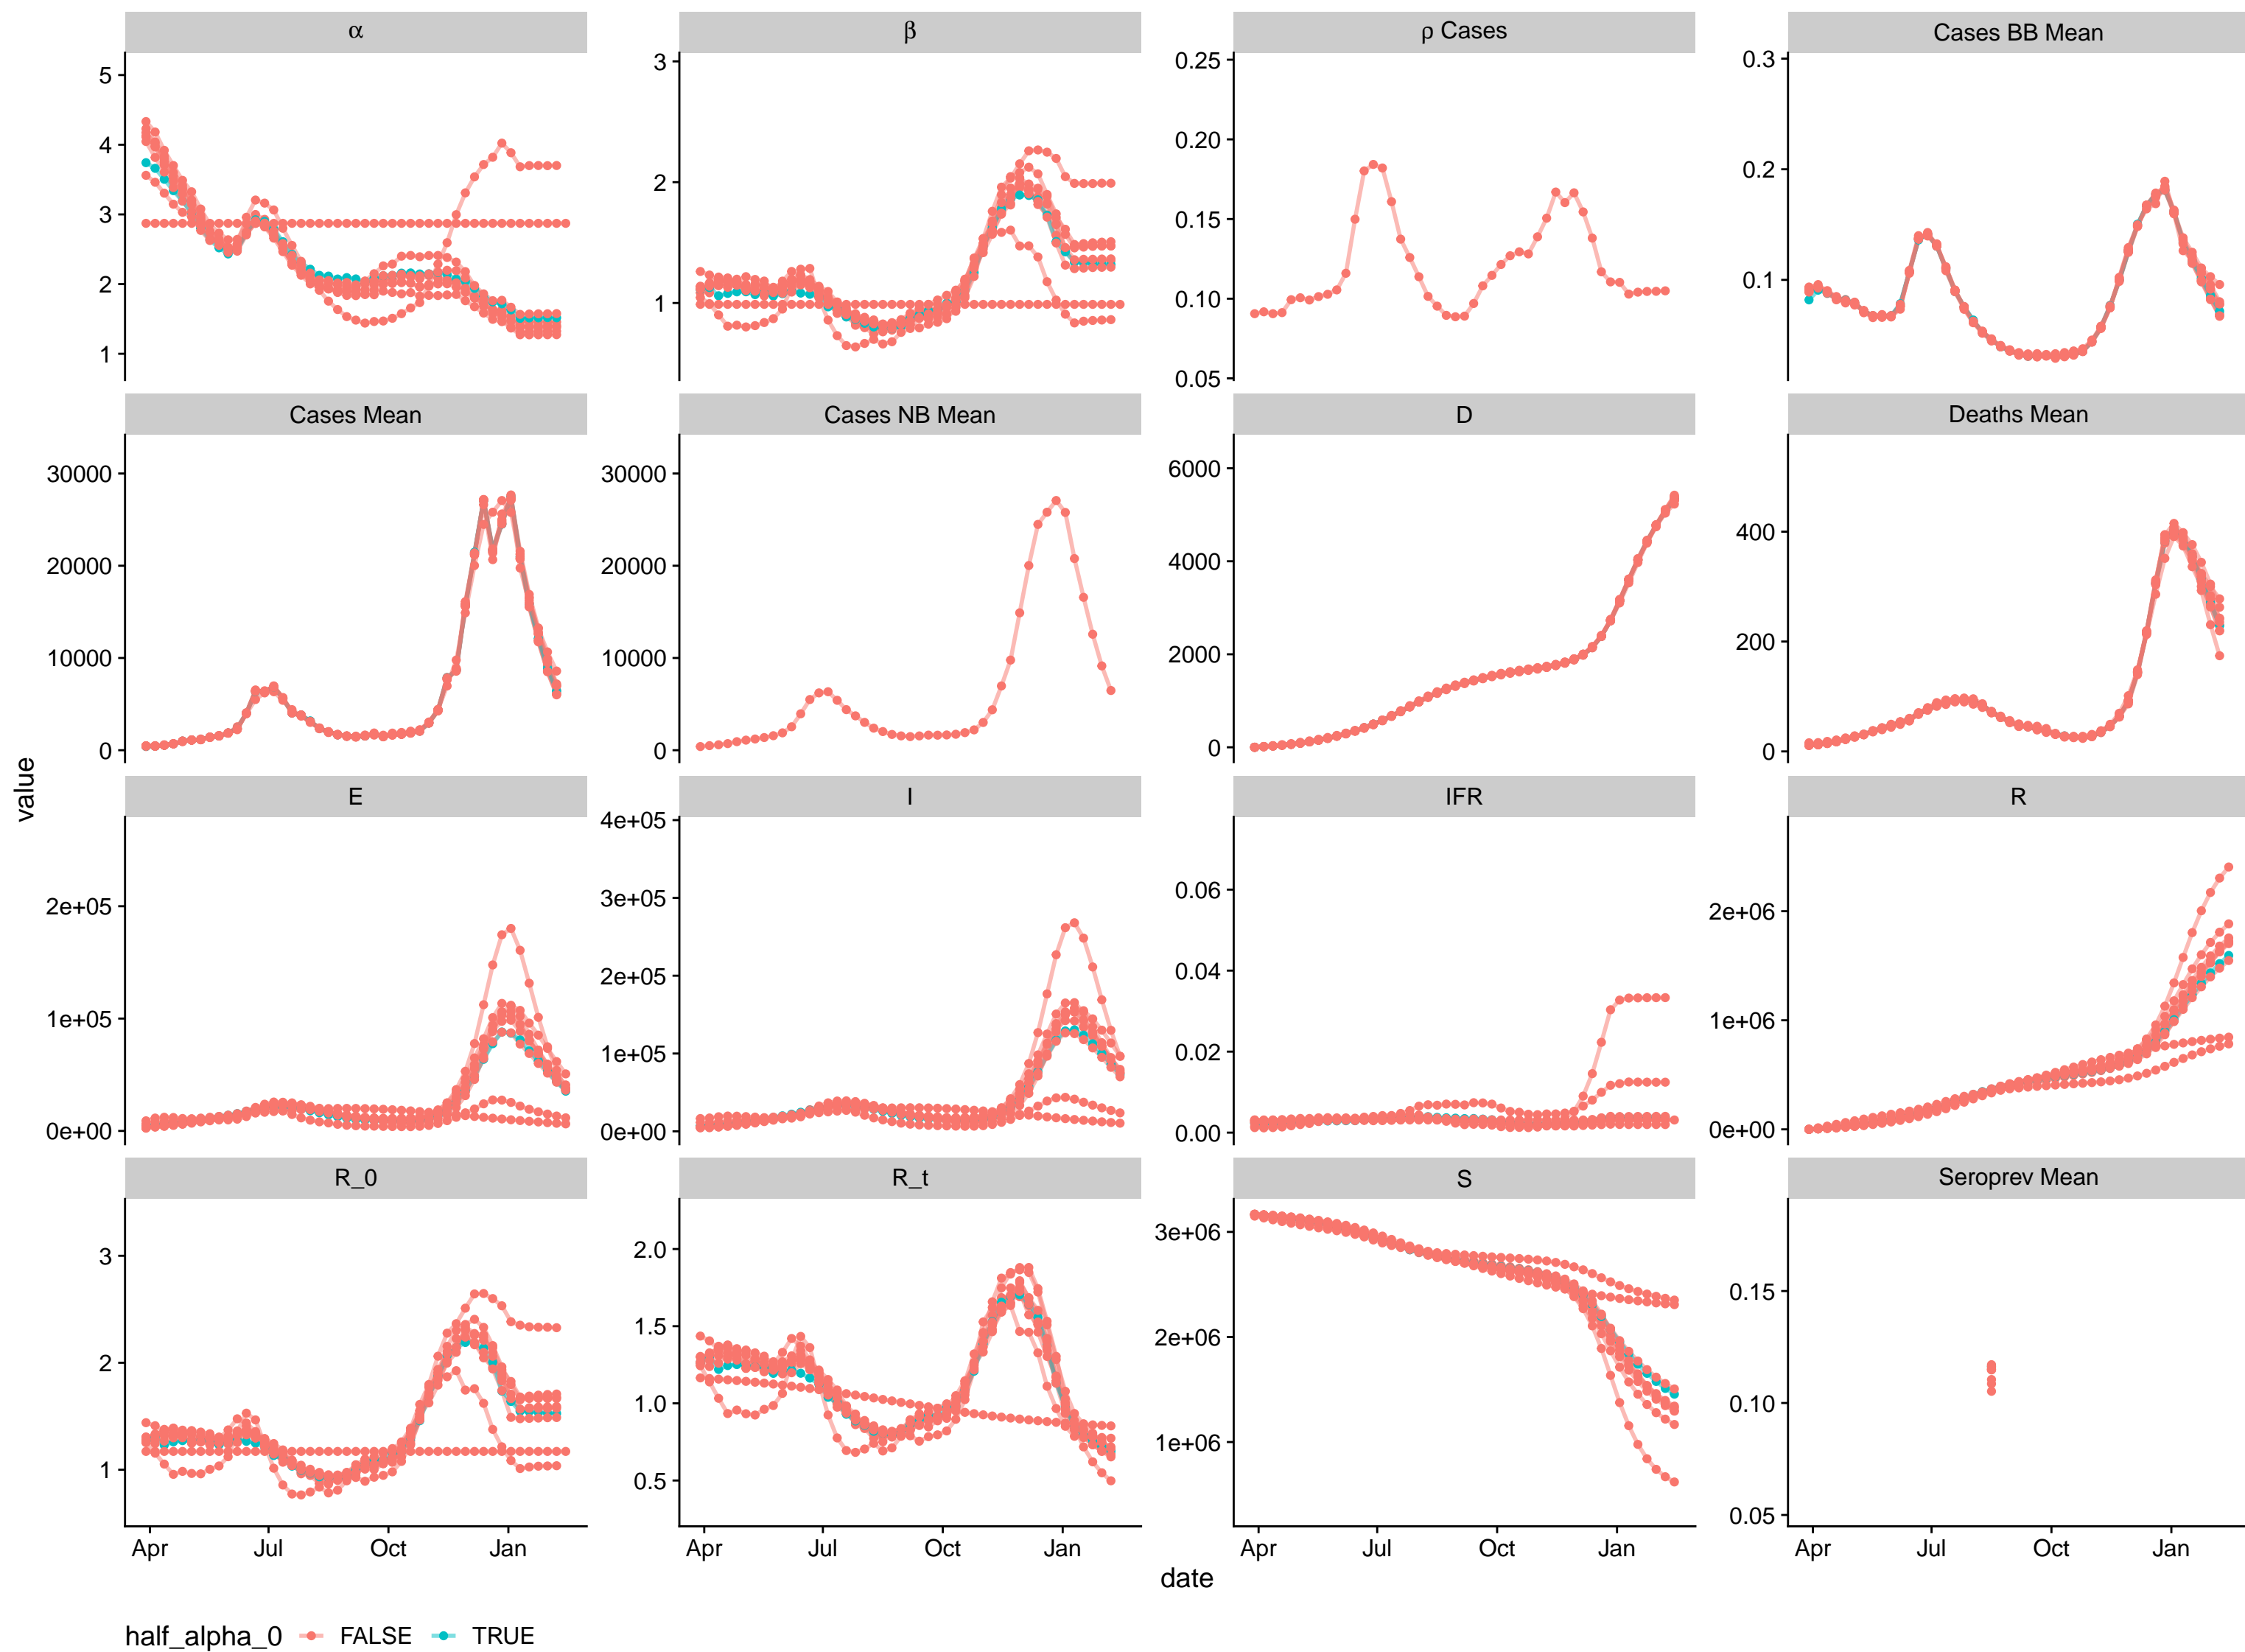 α
β
ρ Cases
Cases BB Mean
5
4
3
2
1
3
2
1
0.25
0.20
0.15
0.10
0.05
0.3
0.2
0.1
Cases Mean
Cases NB Mean
D
Deaths Mean
30000
20000
10000
0
30000
20000
10000
0
6000
4000
2000
0
400
200
0
value
E
I
IFR
R
2e+05
1e+05
0e+00
4e+05
3e+05
2e+05
1e+05
0e+00
0.06
0.04
0.02
0.00
2e+06
1e+06
0e+00
R_0
R_t
S
Seroprev Mean
3
2
1
2.0
1.5
1.0
0.5
3e+06
2e+06
1e+06
0.15
0.10
0.05
Apr Jul Oct Jan
Apr Jul Oct Jan
Apr Jul Oct Jan
Apr Jul Oct Jan
date
half_alpha_0 FALSE TRUE